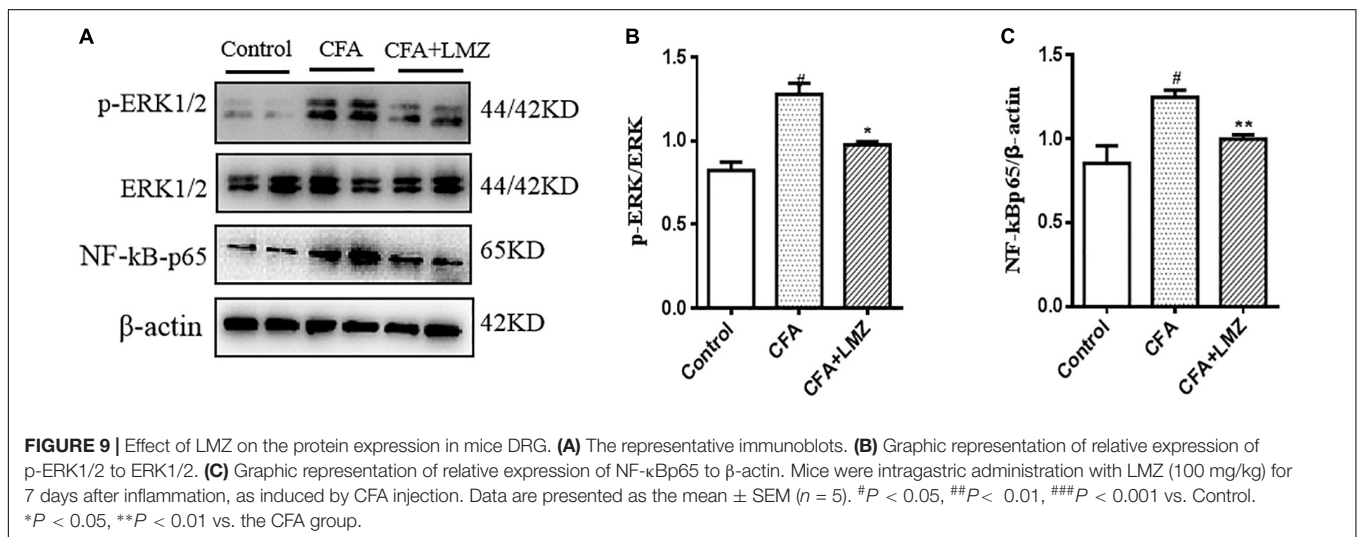 A
Control CFA CFA+LMZ
p-ERK1/2 44/42KD
ERK1/2 44/42KD
NF-kB-p65 65KD
β-actin 42KD
B
p-ERK/ERK
1.5
1.0
0.5
0.0
#
*
Control
CFA
CFA+LMZ
C
NF-kBp65/β-actin
1.5
1.0
0.5
0.0
#
**
Control
CFA
CFA+LMZ
FIGURE 9 | Effect of LMZ on the protein expression in mice DRG. (A) The representative immunoblots. (B) Graphic representation of relative expression of
p-ERK1/2 to ERK1/2. (C) Graphic representation of relative expression of NF-κBp65 to β-actin. Mice were intragastric administration with LMZ (100 mg/kg) for
7 days after inflammation, as induced by CFA injection. Data are presented as the mean ± SEM (n = 5). #P < 0.05, ##P< 0.01, ###P < 0.001 vs. Control.
*P < 0.05, **P < 0.01 vs. the CFA group.